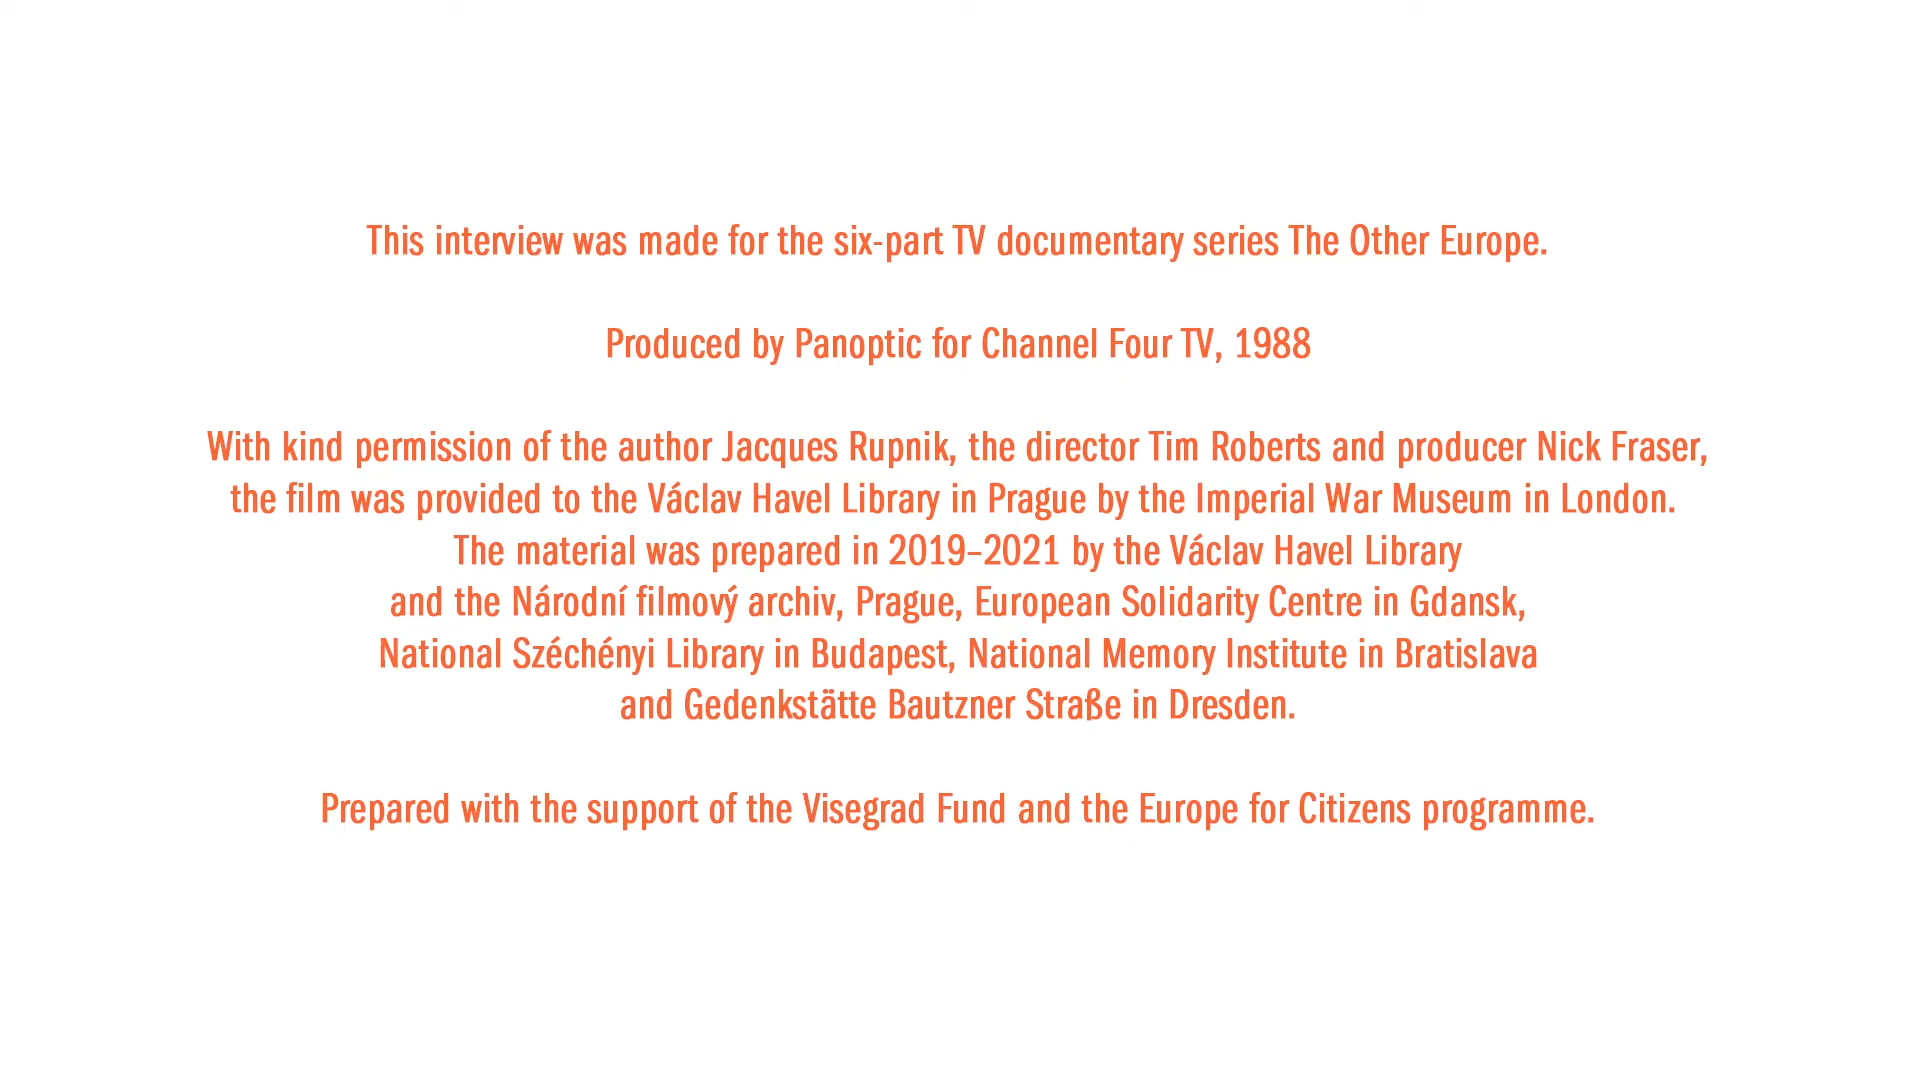 This interview was made for the six-part TV documentary series The Other Europe.
Produced by Panoptic for Channel Four TV, 1988
With kind permission of the author Jacques Rupnik, the director Tim Roberts and producer Nick Fraser,
the film was provided to the Václav Havel Library in Prague by the Imperial War Museum in London.
The material was prepared in 2019–2021 by the Václav Havel Library
and the Národní filmový archiv, Prague, European Solidarity Centre in Gdansk,
National Széchényi Library in Budapest, National Memory Institute in Bratislava
and Gedenkstätte Bautzner Straße in Dresden.
Prepared with the support of the Visegrad Fund and the Europe for Citizens programme.